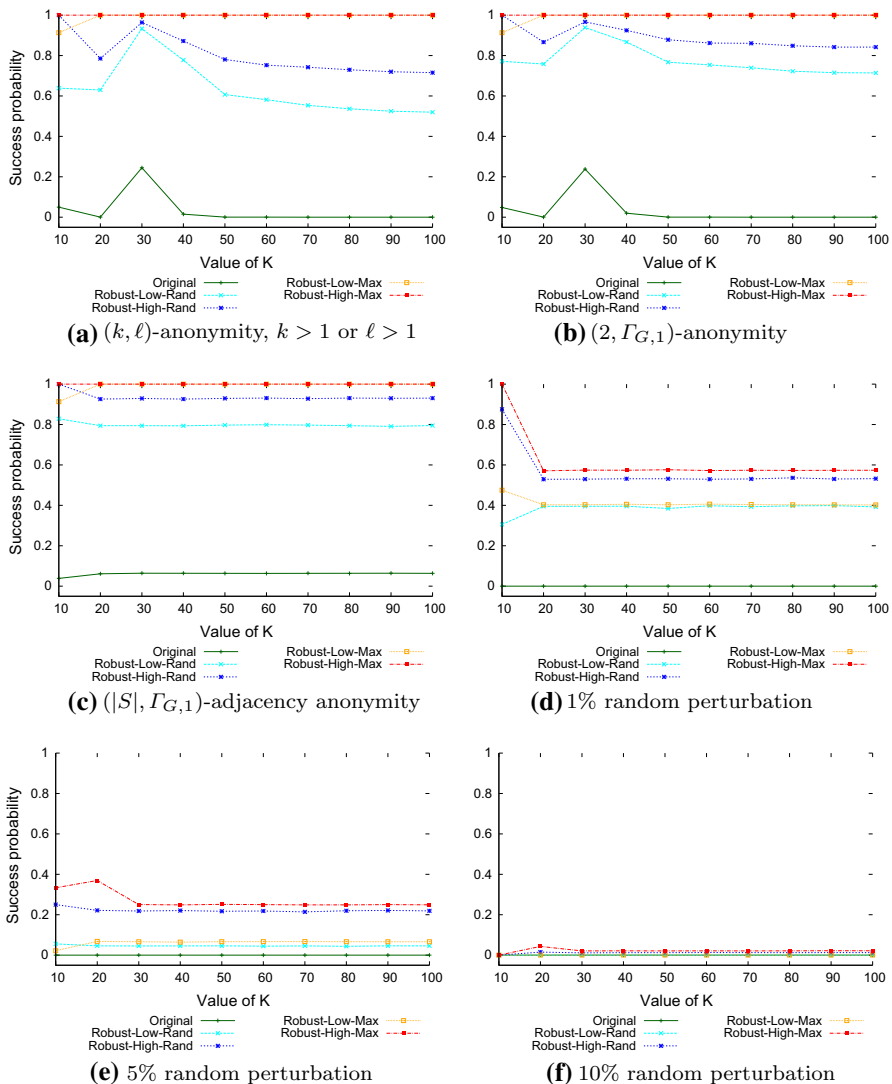 1
0.8
0.6
0.4
0.2
0
Success probability
10 20 30 40 50 60 70 80 90 100
Value of K
Original
Robust-Low-Rand
Robust-High-Rand
Robust-Low-Max
Robust-High-Max
(a) (k, ℓ)-anonymity, k > 1 or ℓ > 1
1
0.8
0.6
0.4
0.2
0
10 20 30 40 50 60 70 80 90 100
Value of K
Original
Robust-Low-Rand
Robust-High-Rand
Robust-Low-Max
Robust-High-Max
(b) (2, Γ_{G,1})-anonymity
1
0.8
0.6
0.4
0.2
0
Success probability
10 20 30 40 50 60 70 80 90 100
Value of K
Original
Robust-Low-Rand
Robust-High-Rand
Robust-Low-Max
Robust-High-Max
(c) (|S|, Γ_{G,1})-adjacency anonymity
1
0.8
0.6
0.4
0.2
0
10 20 30 40 50 60 70 80 90 100
Value of K
Original
Robust-Low-Rand
Robust-High-Rand
Robust-Low-Max
Robust-High-Max
(d) 1% random perturbation
1
0.8
0.6
0.4
0.2
0
Success probability
10 20 30 40 50 60 70 80 90 100
Value of K
Original
Robust-Low-Rand
Robust-High-Rand
Robust-Low-Max
Robust-High-Max
(e) 5% random perturbation
1
0.8
0.6
0.4
0.2
0
10 20 30 40 50 60 70 80 90 100
Value of K
Original
Robust-Low-Rand
Robust-High-Rand
Robust-Low-Max
Robust-High-Max
(f) 10% random perturbation